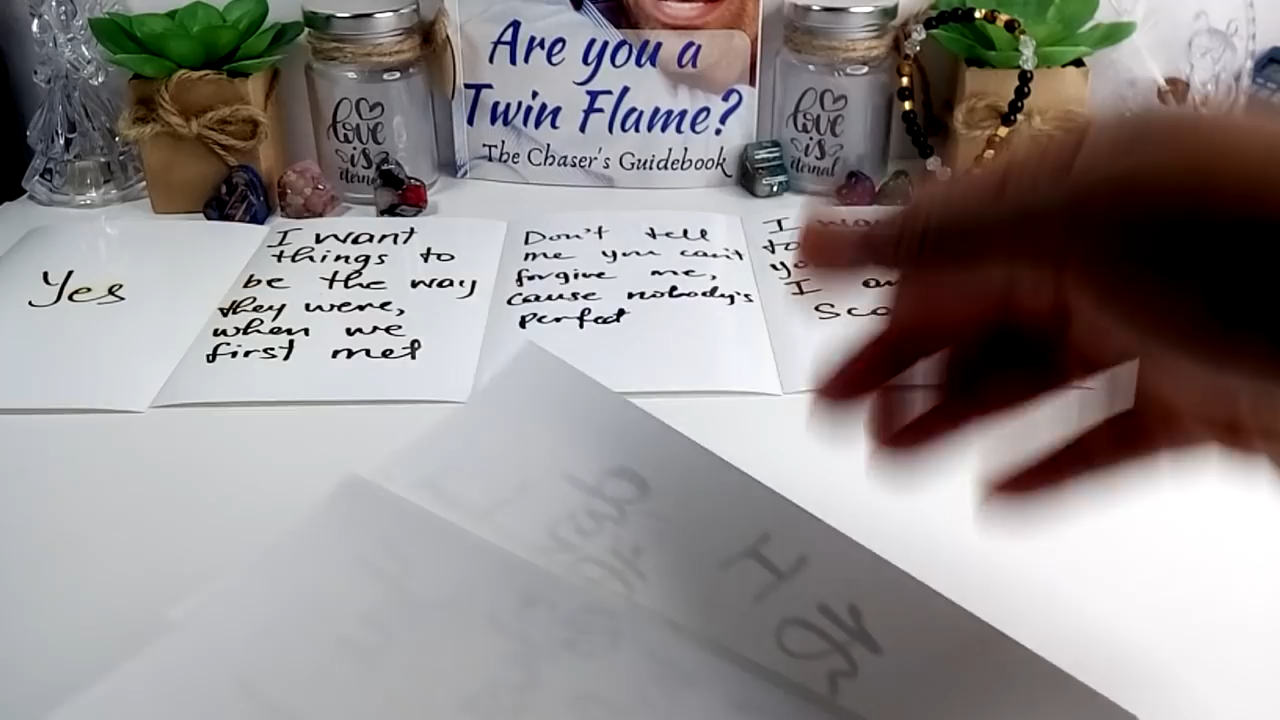 Are you a
Twin Flame?
The Chaser's Guidebook
love
is
eternal
love
is
eternal
Yes
I want
things to
be the way
they were,
when we
first met
Don't tell
me you can't
forgive me,
cause nobody's
perfect
I
to
I